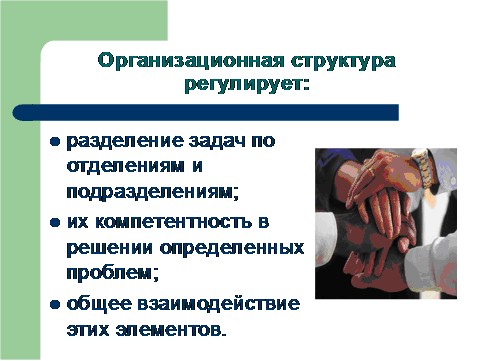 Организационная структура
регулирует:
разделение задач по
отделениям и
подразделениям;
их компетентность в
решении определенных
проблем;
общее взаимодействие
этих элементов.